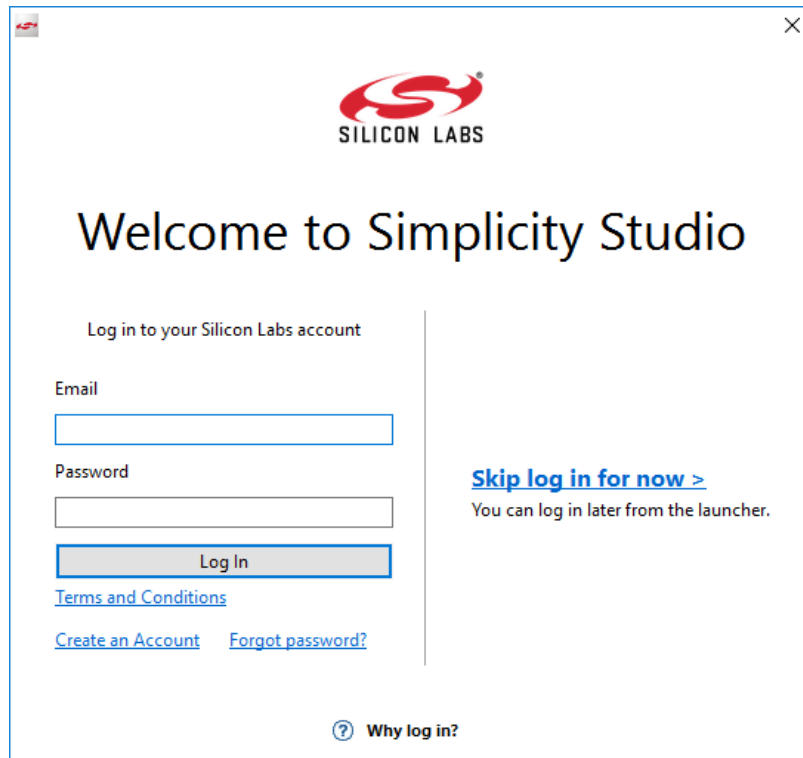 SILICON LABS
Welcome to Simplicity Studio
Log in to your Silicon Labs account
Email
Password
Log In
Terms and Conditions
Create an Account Forgot password?
Skip log in for now >
You can log in later from the launcher.
? Why log in?